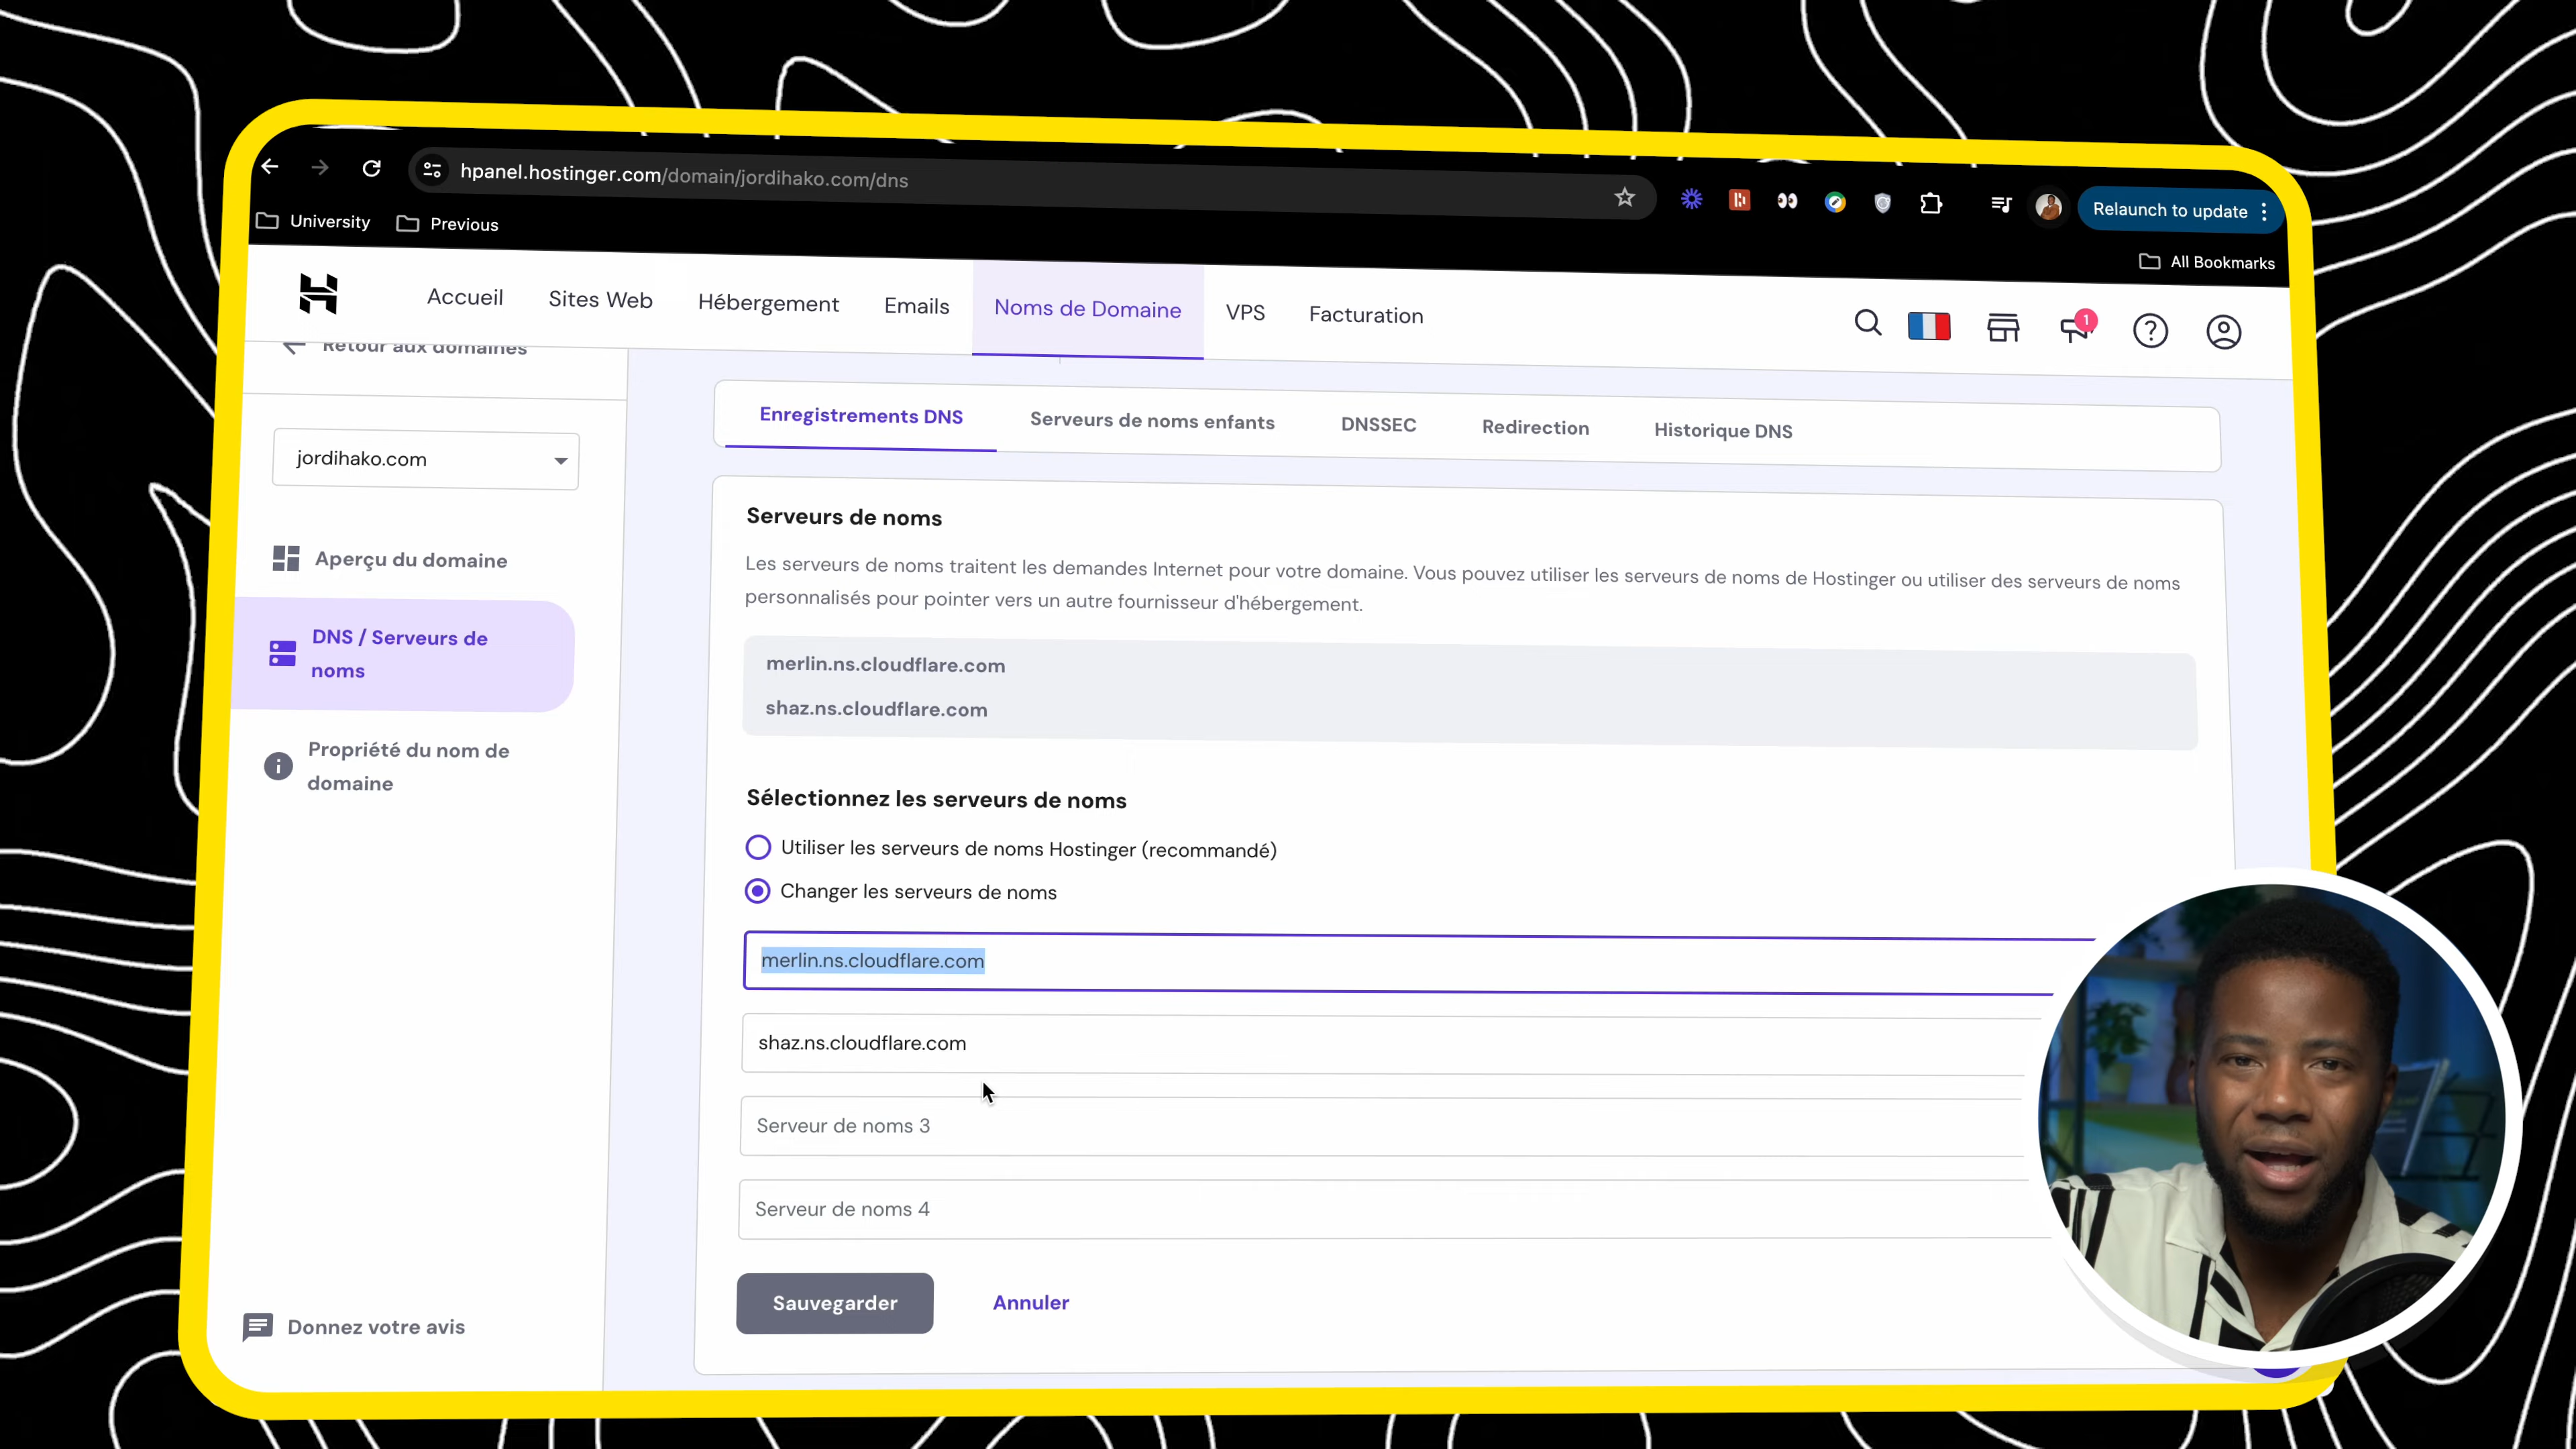 hpanel.hostinger.com/domain/jordihako.com/dns
Relaunch to update
University
Previous
All Bookmarks
Accueil
Sites Web
Hébergement
Emails
Noms de Domaine
VPS
Facturation
1
Retour aux domaines
jordihako.com
Aperçu du domaine
DNS / Serveurs de
noms
Propriété du nom de
domaine
Donnez votre avis
Enregistrements DNS
Serveurs de noms enfants
DNSSEC
Redirection
Historique DNS
Serveurs de noms
Les serveurs de noms traitent les demandes Internet pour votre domaine. Vous pouvez utiliser les serveurs de noms de Hostinger ou utiliser des serveurs de noms
personnalisés pour pointer vers un autre fournisseur d'hébergement.
merlin.ns.cloudflare.com
shaz.ns.cloudflare.com
Sélectionnez les serveurs de noms
Utiliser les serveurs de noms Hostinger (recommandé)
Changer les serveurs de noms
merlin.ns.cloudflare.com
shaz.ns.cloudflare.com
Serveur de noms 3
Serveur de noms 4
Sauvegarder
Annuler